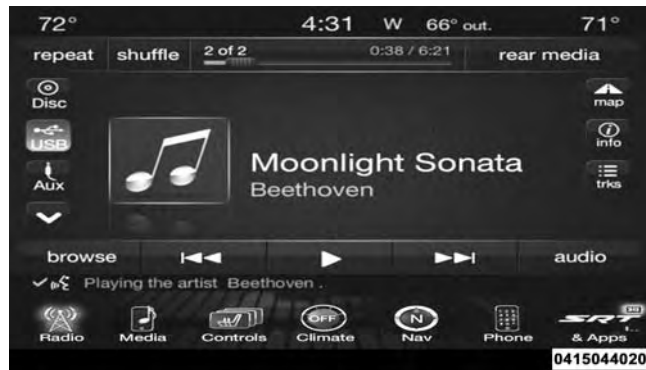 72° 4:31 W 66° out. 71°
repeat shuffle 2 of 2 0:38 / 6:21 rear media
Disc map
USB info
Aux trks
Moonlight Sonata
Beethoven
browse audio
Playing the artist Beethoven .
OFF N SRT
Radio Media Controls Climate Nav Phone & Apps
0415044020